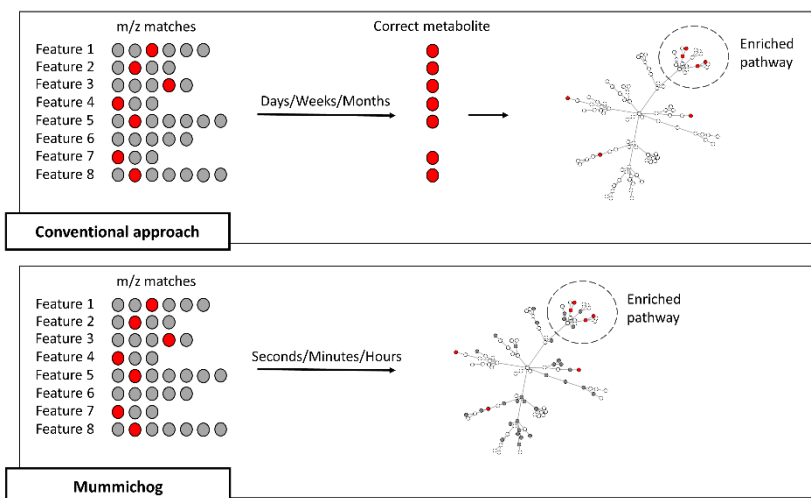 m/z matches
Correct metabolite
Feature 1
Feature 2
Feature 3
Feature 4
Feature 5
Feature 6
Feature 7
Feature 8
Days/Weeks/Months
Enriched
pathway
Conventional approach
m/z matches
Feature 1
Feature 2
Feature 3
Feature 4
Feature 5
Feature 6
Feature 7
Feature 8
Seconds/Minutes/Hours
Enriched
pathway
Mummichog